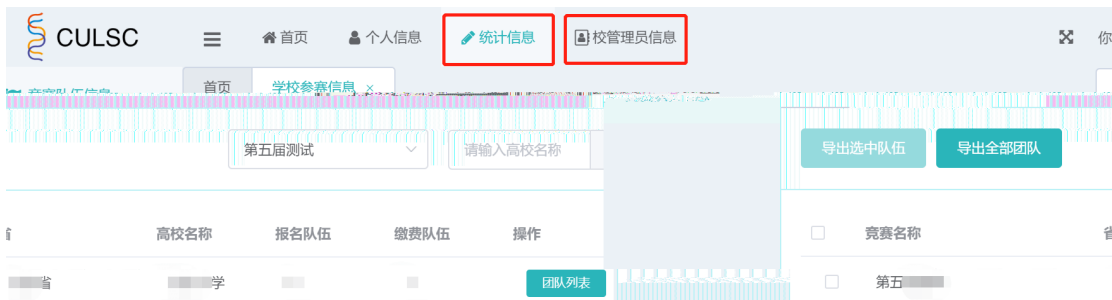 CULSC 首页 个人信息 统计信息 校管理员信息 你
首页 学校参赛信息 ×
第五届测试 请输入高校名称 导出选中队伍 导出全部团队
高校名称 报名队伍 缴费队伍 操作 竞赛名称 省
省 学 团队列表 第五